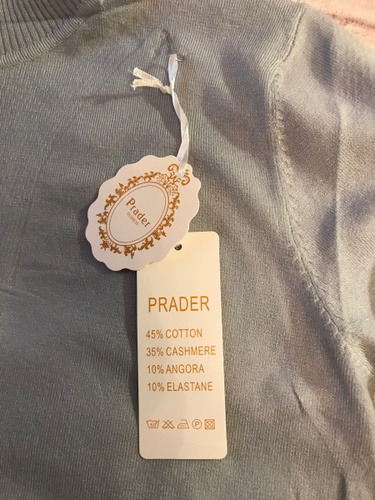 Prader
PRADER
45% COTTON
35% CASHMERE
10% ANGORA
10% ELASTANE